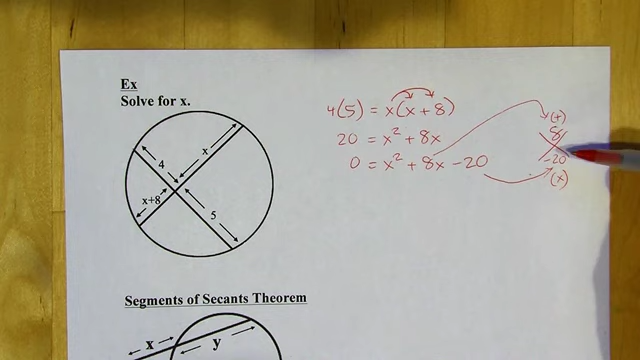 Ex
Solve for x.
4(5) = x(x + 8)
20 = x² + 8x
0 = x² + 8x - 20
(+)
8
-20
(x)
4
x
x+8
5
Segments of Secants Theorem
x
y